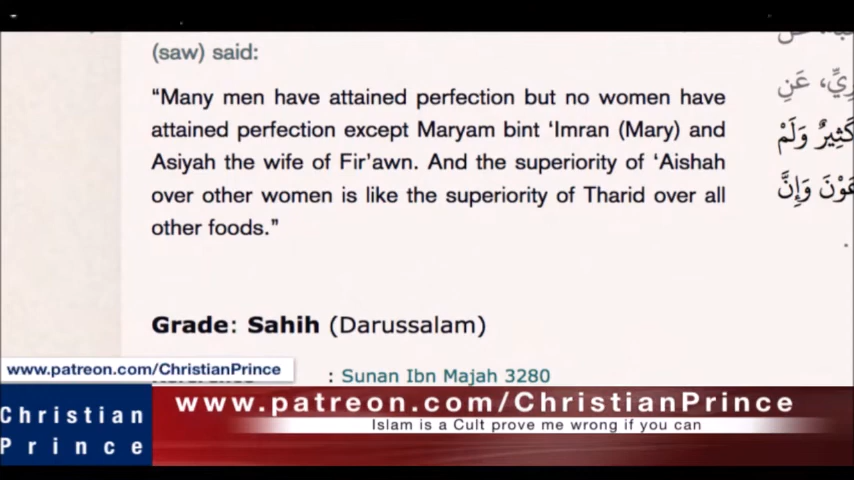 (saw) said:
“Many men have attained perfection but no women have
attained perfection except Maryam bint ‘Imran (Mary) and
Asiyah the wife of Fir’awn. And the superiority of ‘Aishah
over other women is like the superiority of Tharid over all
other foods.”
كَثِيرٌ وَلَمْ
وَإِنَّ
Grade: Sahih (Darussalam)
: Sunan Ibn Majah 3280
www.patreon.com/ChristianPrince
www.patreon.com/ChristianPrince
Islam is a Cult prove me wrong if you can
Christian
Prince